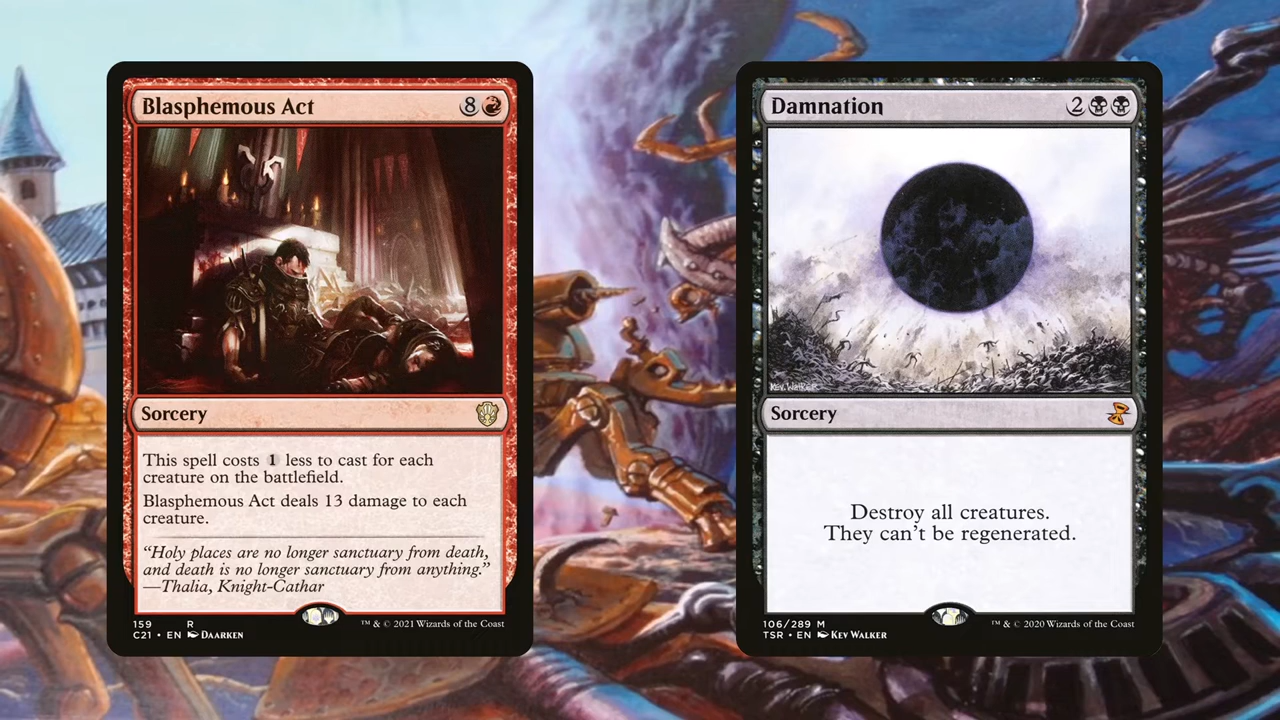 Blasphemous Act 8
Sorcery
This spell costs 1 less to cast for each
creature on the battlefield.
Blasphemous Act deals 13 damage to each
creature.
“Holy places are no longer sanctuary from death,
and death is no longer sanctuary from anything.”
—Thalia, Knight-Cathar
159 R
C21 • EN DAARKEN
™ & © 2021 Wizards of the Coast
Damnation 2
KEV WALKER
Sorcery
Destroy all creatures.
They can’t be regenerated.
106/289 M
TSR • EN KEV WALKER
™ & © 2020 Wizards of the Coast